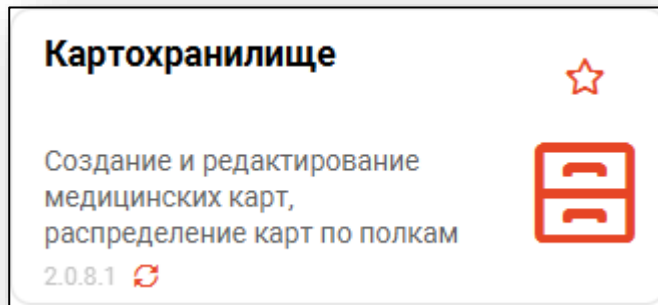 Картохранилище
Создание и редактирование
медицинских карт,
распределение карт по полкам
2.0.8.1